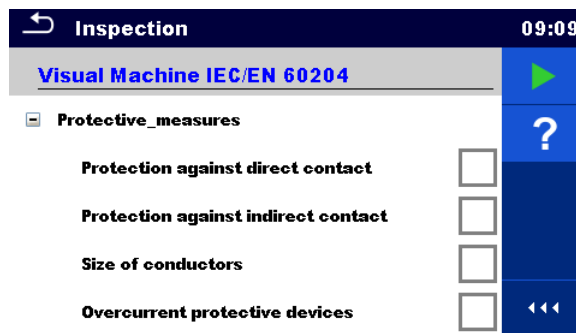 Inspection 09:09
Visual Machine IEC/EN 60204
Protective_measures
?
Protection against direct contact
Protection against indirect contact
Size of conductors
Overcurrent protective devices